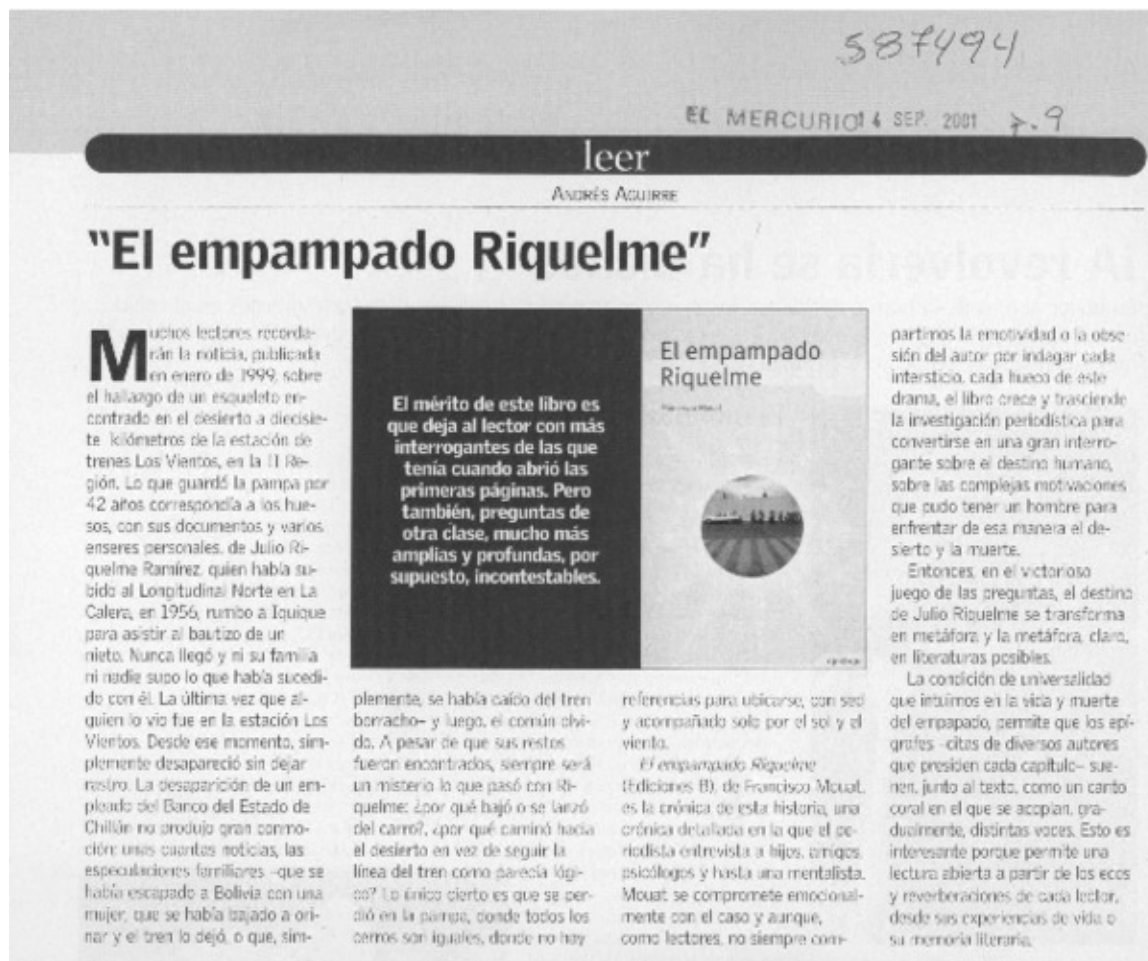 587494
EL MERCURIO 14 SEP. 2001 p.9
leer
ANDRÉS AGUIRRE
"El empampado Riquelme"
Muchos lectores recorda-
rán la noticia, publicada
en enero de 1999, sobre
el hallazgo de un esqueleto en-
contrado en el desierto a diecisie-
te kilómetros de la estación de
trenes Los Vientos, en la II Re-
gión. Lo que guardó la pampa por
42 años correspondía a los hue-
sos, con sus documentos y varios
enseres personales, de Julio Ri-
quelme Ramírez, quien había su-
bido al Longitudinal Norte en La
Calera, en 1956, rumbo a Iquique
para asistir al bautizo de un
nieto. Nunca llegó y ni su familia
ni nadie supo lo que había sucedi-
do con él. La última vez que al-
guien lo vio fue en la estación Los
Vientos. Desde ese momento, sim-
plemente desapareció sin dejar
rastro. La desaparición de un em-
pleado del Banco del Estado de
Chillán no produjo gran conmo-
ción: unas cuantas noticias, las
especulaciones familiares -que se
había escapado a Bolivia con una
mujer, que se había bajado a ori-
nar y el tren lo dejó, o que, sim-
El mérito de este libro es
que deja al lector con más
interrogantes de las que
tenía cuando abrió las
primeras páginas. Pero
también, preguntas de
otra clase, mucho más
amplias y profundas, por
supuesto, incontestables.
El empampado
Riquelme
Francisco Mouat
plemente, se había caído del tren
borracho- y luego, el común olvi-
do. A pesar de que sus restos
fueron encontrados, siempre será
un misterio lo que pasó con Ri-
quelme: ¿por qué bajó o se lanzó
del carro?, ¿por qué caminó hacia
el desierto en vez de seguir la
línea del tren como parecía lógi-
co? Lo único cierto es que se per-
dió en la pampa, donde todos los
cerros son iguales, donde no hay
referencias para ubicarse, con sed
y acompañado solo por el sol y el
viento.
El empampado Riquelme
(Ediciones B), de Francisco Mouat,
es la crónica de esta historia, una
crónica detallada en la que el pe-
riodista entrevista a hijos, amigos,
psicólogos y hasta una mentalista.
Mouat se compromete emocional-
mente con el caso y aunque,
como lectores, no siempre com-
partimos la emotividad o la obse-
sión del autor por indagar cada
intersticio, cada hueco de este
drama, el libro crece y trasciende
la investigación periodística para
convertirse en una gran interro-
gante sobre el destino humano,
sobre las complejas motivaciones
que pudo tener un hombre para
enfrentar de esa manera el de-
sierto y la muerte.
Entonces, en el victorioso
juego de las preguntas, el destino
de Julio Riquelme se transforma
en metáfora y la metáfora, claro,
en literaturas posibles.
La condición de universalidad
que intuimos en la vida y muerte
del empapado, permite que los epí-
grafes -citas de diversos autores
que presiden cada capítulo- sue-
nen, junto al texto, como un canto
coral en el que se acoplan, gra-
dualmente, distintas voces. Esto es
interesante porque permite una
lectura abierta a partir de los ecos
y reverberaciones de cada lector,
desde sus experiencias de vida o
su memoria literaria.